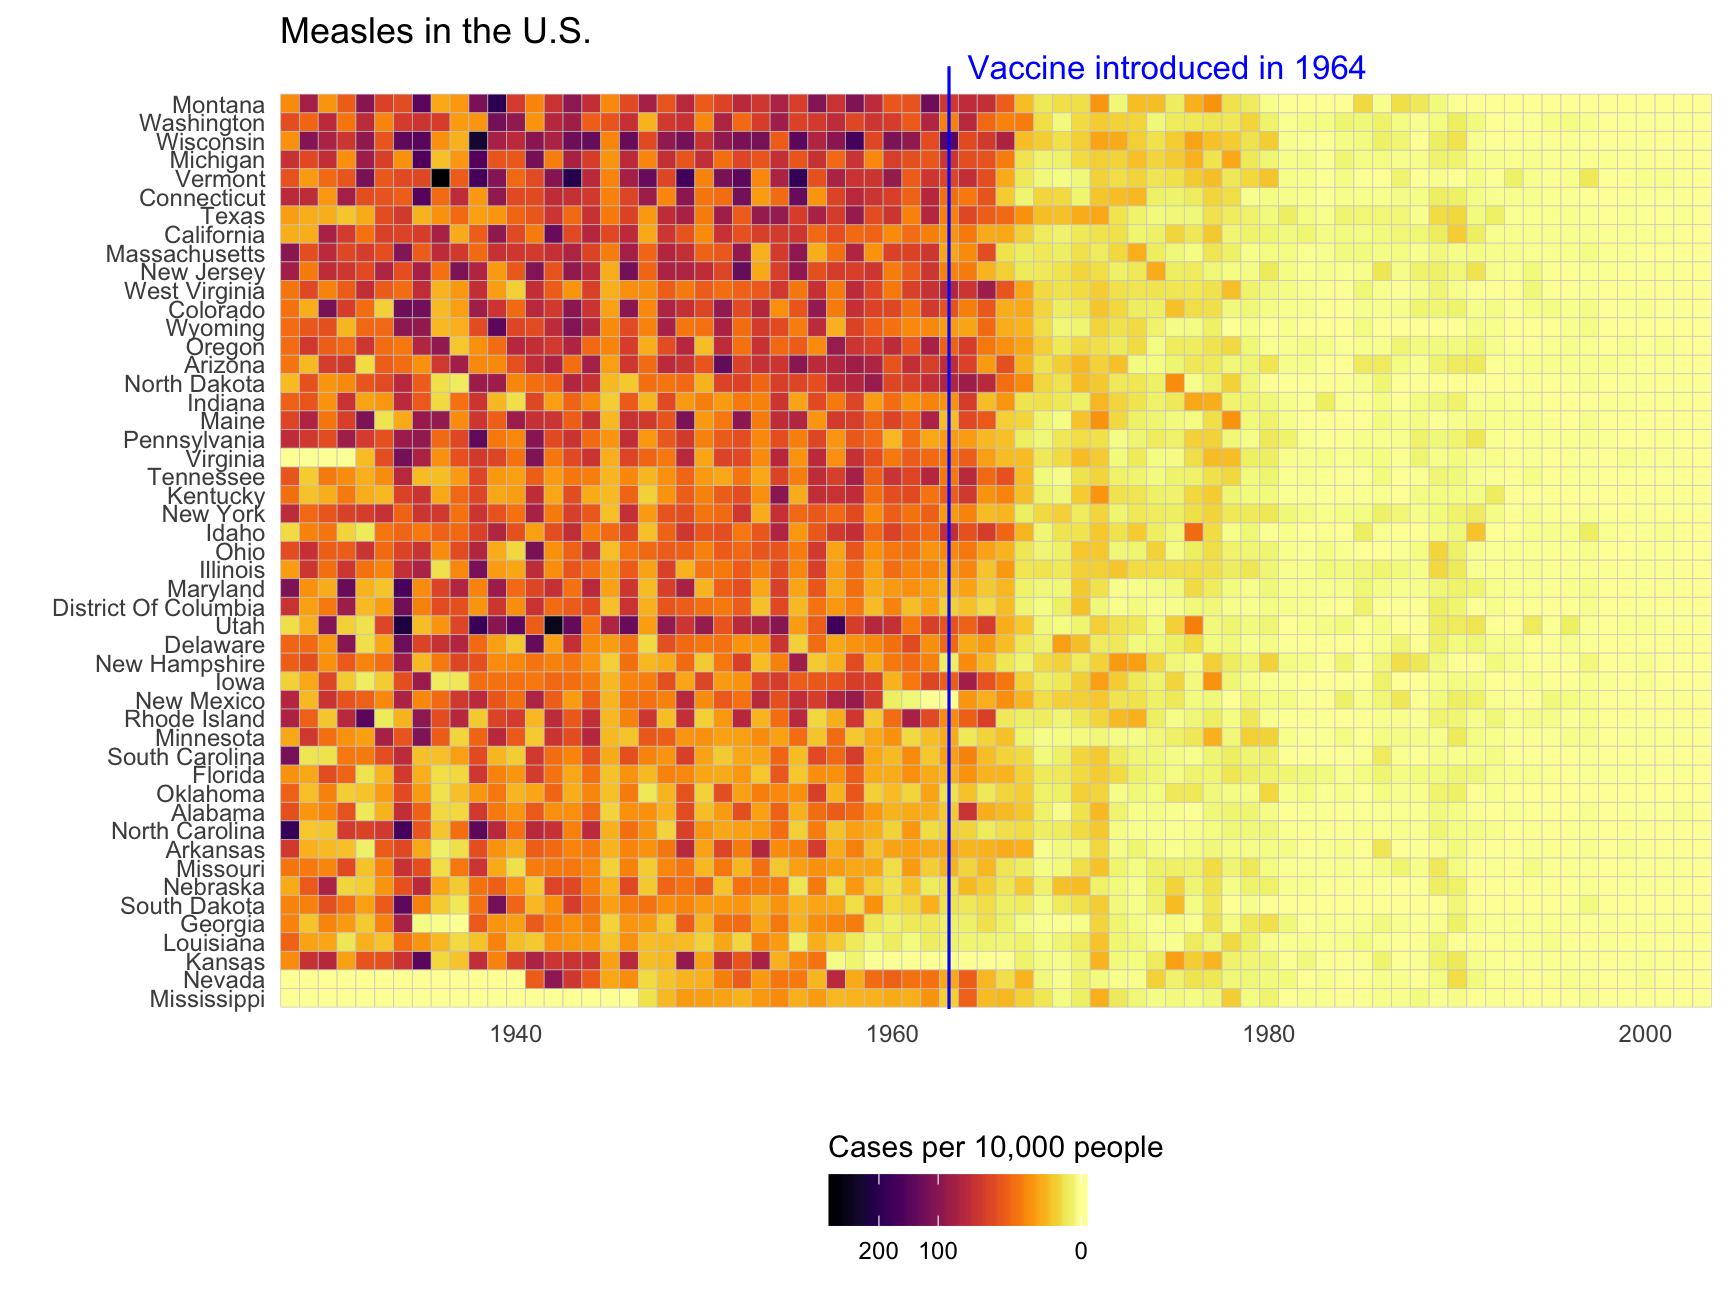 Measles in the U.S.
Vaccine introduced in 1964
Montana
Washington
Wisconsin
Michigan
Vermont
Connecticut
Texas
California
Massachusetts
New Jersey
West Virginia
Colorado
Wyoming
Oregon
Arizona
North Dakota
Indiana
Maine
Pennsylvania
Virginia
Tennessee
Kentucky
New York
Idaho
Ohio
Illinois
Maryland
District Of Columbia
Utah
Delaware
New Hampshire
Iowa
New Mexico
Rhode Island
Minnesota
South Carolina
Florida
Oklahoma
Alabama
North Carolina
Arkansas
Missouri
Nebraska
South Dakota
Georgia
Louisiana
Kansas
Nevada
Mississippi
1940 1960 1980 2000
Cases per 10,000 people
200 100 0